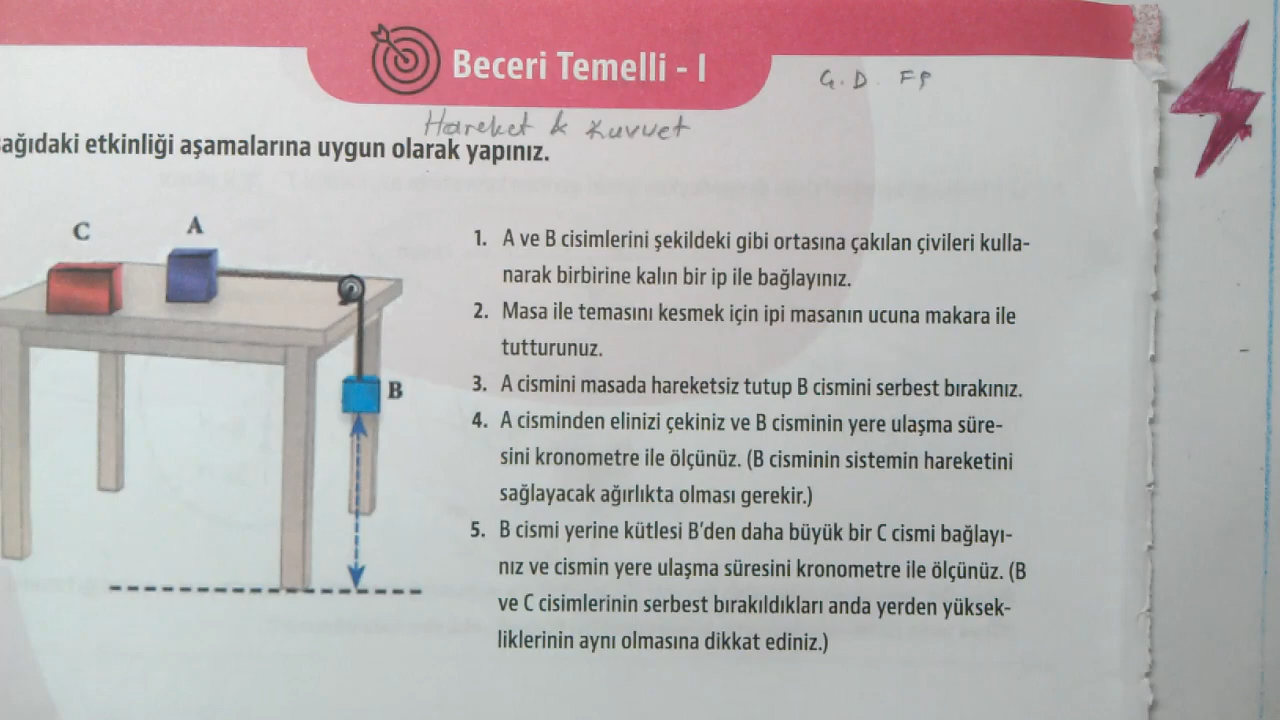 Beceri Temelli - I
G. D. FP
Hareket & Kuvvet
ağıdaki etkinliği aşamalarına uygun olarak yapınız.
C
A
B
1. A ve B cisimlerini şekildeki gibi ortasına çakılan çivileri kulla-
narak birbirine kalın bir ip ile bağlayınız.
2. Masa ile temasını kesmek için ipi masanın ucuna makara ile
tutturunuz.
3. A cismini masada hareketsiz tutup B cismini serbest bırakınız.
4. A cisminden elinizi çekiniz ve B cisminin yere ulaşma süre-
sini kronometre ile ölçünüz. (B cisminin sistemin hareketini
sağlayacak ağırlıkta olması gerekir.)
5. B cismi yerine kütlesi B'den daha büyük bir C cismi bağlayı-
nız ve cismin yere ulaşma süresini kronometre ile ölçünüz. (B
ve C cisimlerinin serbest bırakıldıkları anda yerden yüksek-
liklerinin aynı olmasına dikkat ediniz.)